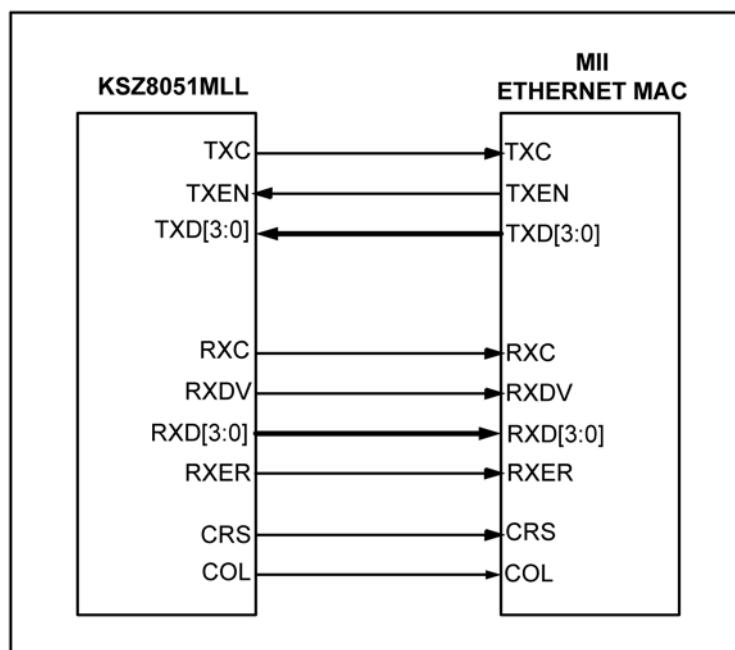 KSZ8051MLL
MII
ETHERNET MAC
TXC TXC
TXEN TXEN
TXD[3:0] TXD[3:0]
RXC RXC
RXDV RXDV
RXD[3:0] RXD[3:0]
RXER RXER
CRS CRS
COL COL